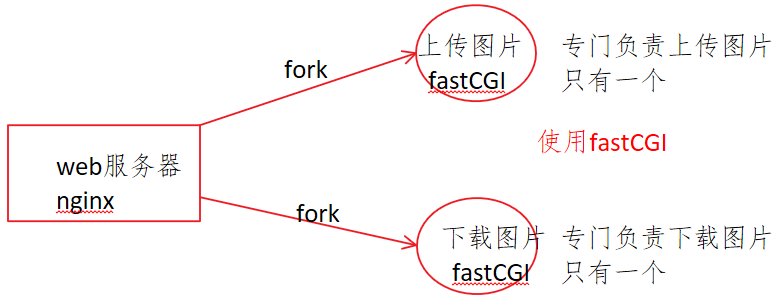 上传图片 专门负责上传图片
fork
fastCGI 只有一个
使用fastCGI
web服务器
nginx
fork
下载图片 专门负责下载图片
fastCGI 只有一个